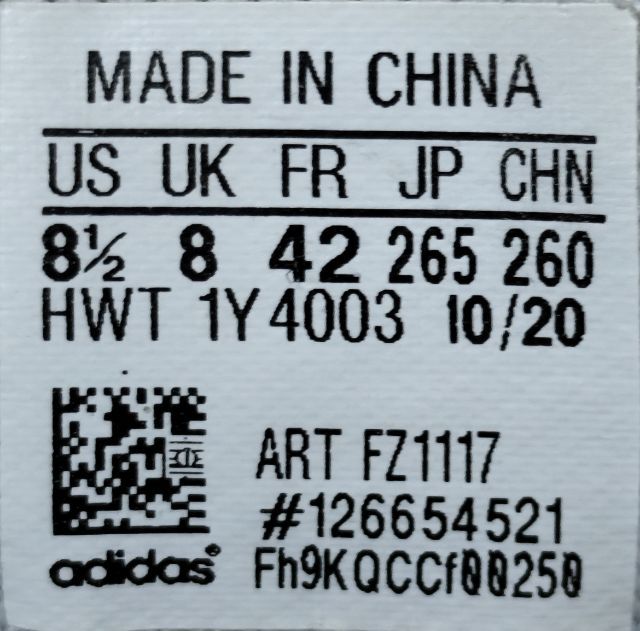 MADE IN CHINA
US UK FR JP CHN
8½ 8 42 265 260
HWT 1Y4003 10/20
ART FZ1117
#126654521
adidas® Fh9KQCCf00250